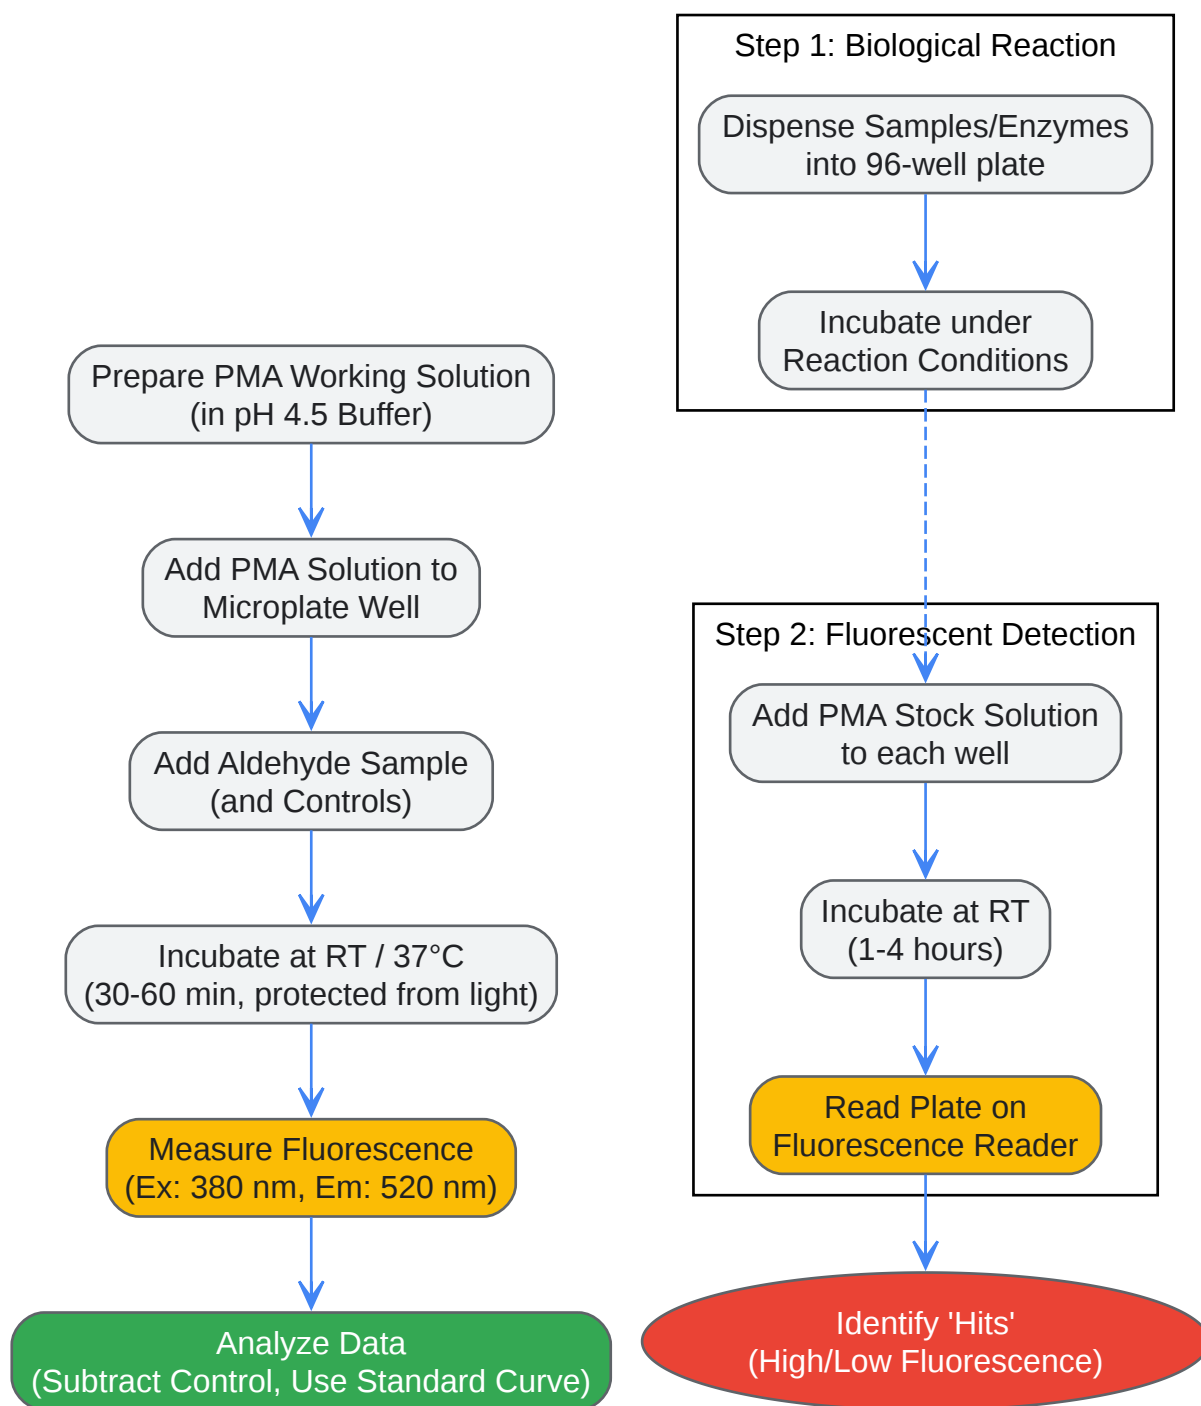 Prepare PMA Working Solution
(in pH 4.5 Buffer)
Add PMA Solution to
Microplate Well
Add Aldehyde Sample
(and Controls)
Incubate at RT / 37°C
(30-60 min, protected from light)
Measure Fluorescence
(Ex: 380 nm, Em: 520 nm)
Analyze Data
(Subtract Control, Use Standard Curve)
Step 1: Biological Reaction
Dispense Samples/Enzymes
into 96-well plate
Incubate under
Reaction Conditions
Step 2: Fluorescent Detection
Add PMA Stock Solution
to each well
Incubate at RT
(1-4 hours)
Read Plate on
Fluorescence Reader
Identify 'Hits'
(High/Low Fluorescence)